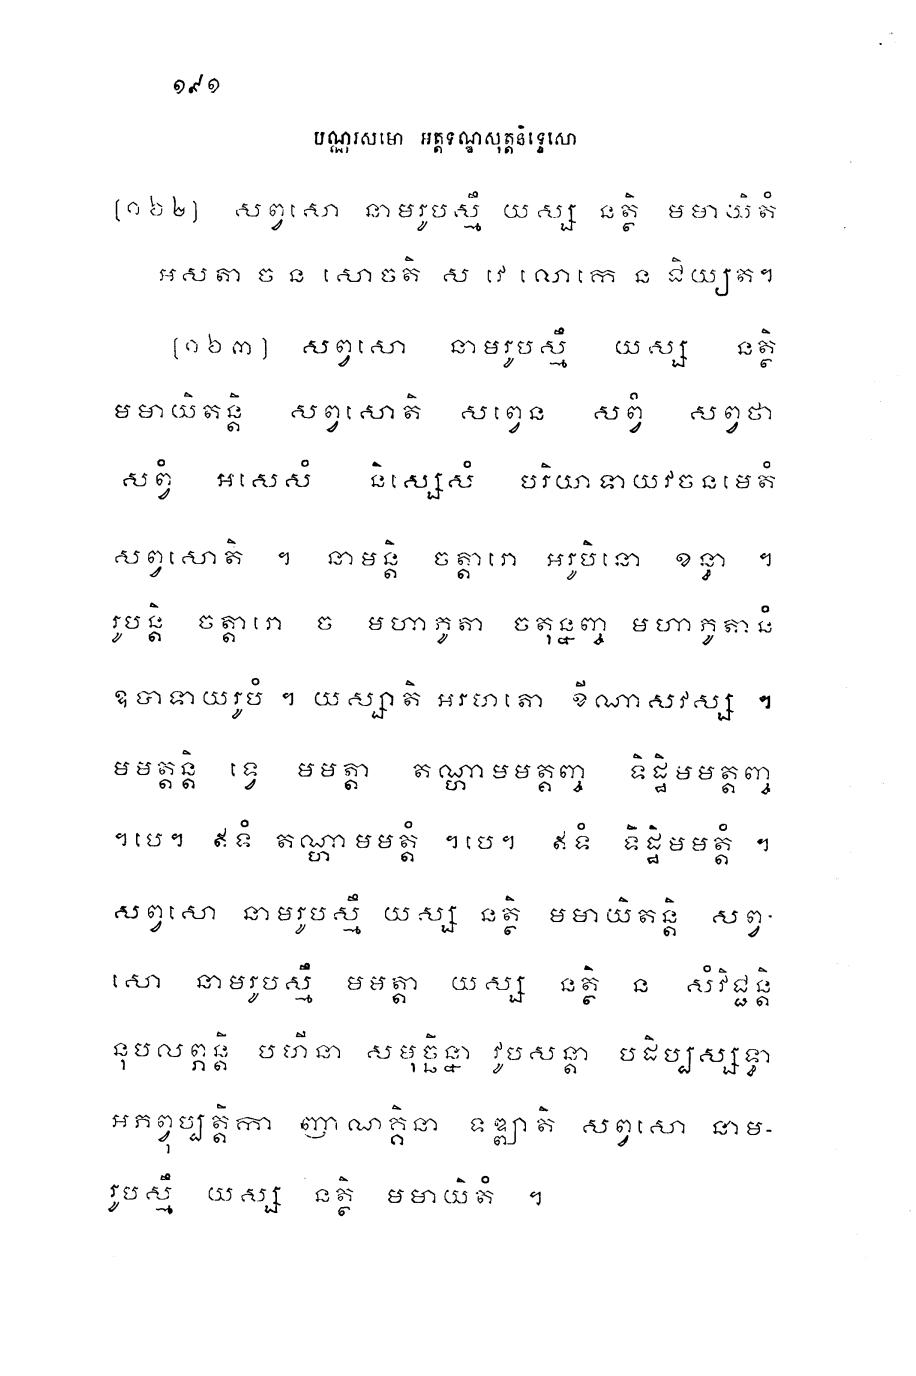 ១៩១
បណ្ណរសមោ អត្តទណ្ឌសុត្តនិទ្ទេសោ
[១៦២] សព្វសោ នាមរូបស្មឹ យស្ស នត្ថិ មមាយិតំ
អសតា ច ន សោចតិ ស វេ លោកេ ន ជិយ្យត។
[១៦៣] សព្វសោ នាមរូបស្មឹ យស្ស នត្ថិ
មមាយិតន្តិ សព្វសោតិ សព្វេន សព្វំ សព្វថា
សព្វំ អសេសំ និស្សេសំ បរិយាទាយវចនមេតំ
សព្វសោតិ ។ នាមន្តិ ចត្តារោ អរូបិនោ ខន្ធា ។
រូបន្តិ ចត្តារោ ច មហាភូតា ចតុន្នញ្ច មហាភូតានំ
ឧបាទាយរូបំ ។ យស្សាតិ អរហតោ ខីណាសវស្ស ។
មមត្តន្តិ ទ្វេ មមត្តា តណ្ហាមមត្តញ្ច ទិដ្ឋិមមត្តញ្ច
។បេ។ ឥទំ តណ្ហាមមត្តំ ។បេ។ ឥទំ ទិដ្ឋិមមត្តំ ។
សព្វសោ នាមរូបស្មឹ យស្ស នត្ថិ មមាយិតន្តិ សព្វ-
សោ នាមរូបស្មឹ មមត្តា យស្ស នត្ថិ ន សំវិជ្ជន្តិ
នុបលព្ភន្តិ បហីនា សមុច្ឆិន្នា វូបសន្តា បដិប្បស្សទ្ធា
អភព្វុប្បត្តិកា ញាណគ្គិនា ទឌ្ឍាតិ សព្វសោ នាម-
រូបស្មឹ យស្ស នត្ថិ មមាយិតំ ។